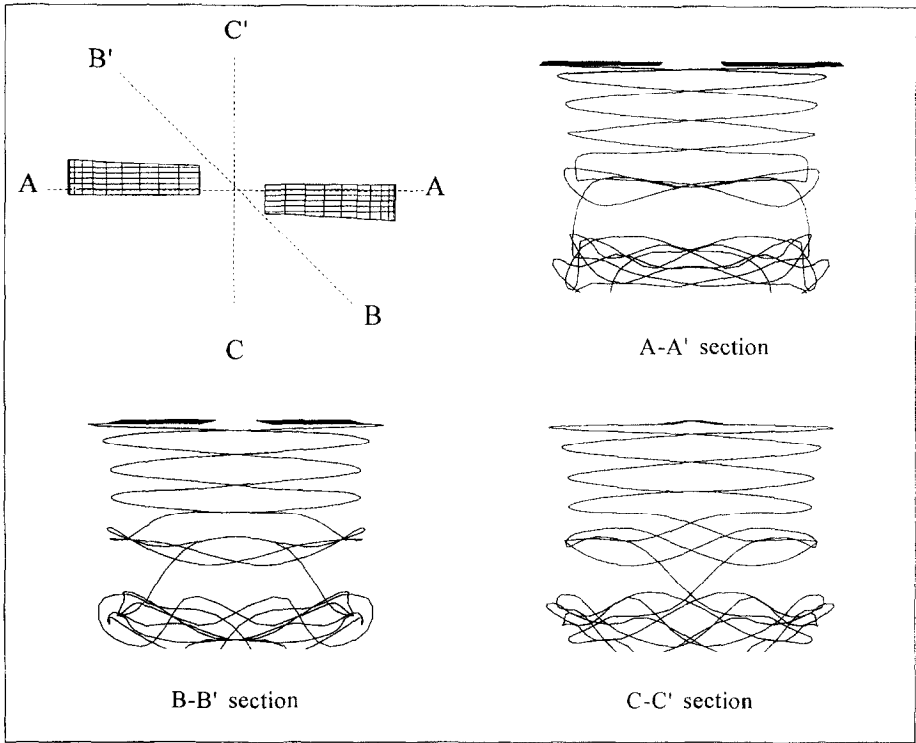 C'
B'
A
A
B
C
A-A' section
B-B' section
C-C' section